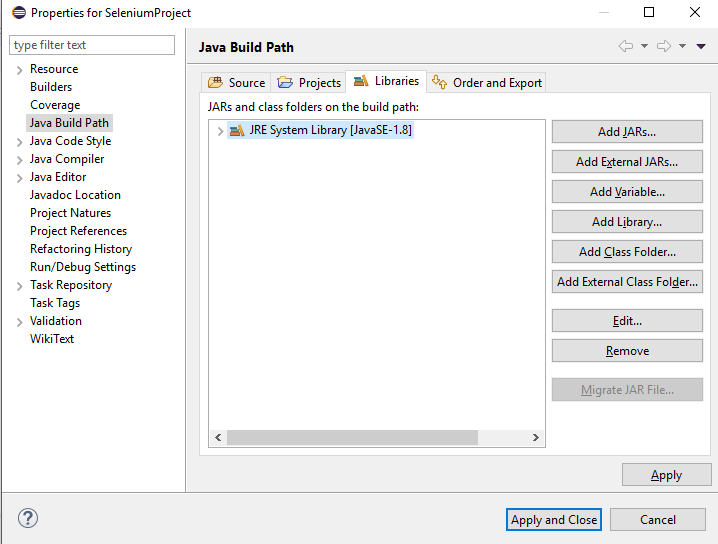 Properties for SeleniumProject
type filter text
Resource
Builders
Coverage
Java Build Path
Java Code Style
Java Compiler
Java Editor
Javadoc Location
Project Natures
Project References
Refactoring History
Run/Debug Settings
Task Repository
Task Tags
Validation
WikiText
Java Build Path
Source Projects Libraries Order and Export
JARs and class folders on the build path:
JRE System Library [JavaSE-1.8]
Add JARs...
Add External JARs...
Add Variable...
Add Library...
Add Class Folder...
Add External Class Folder...
Edit...
Remove
Migrate JAR File...
Apply
? Apply and Close Cancel